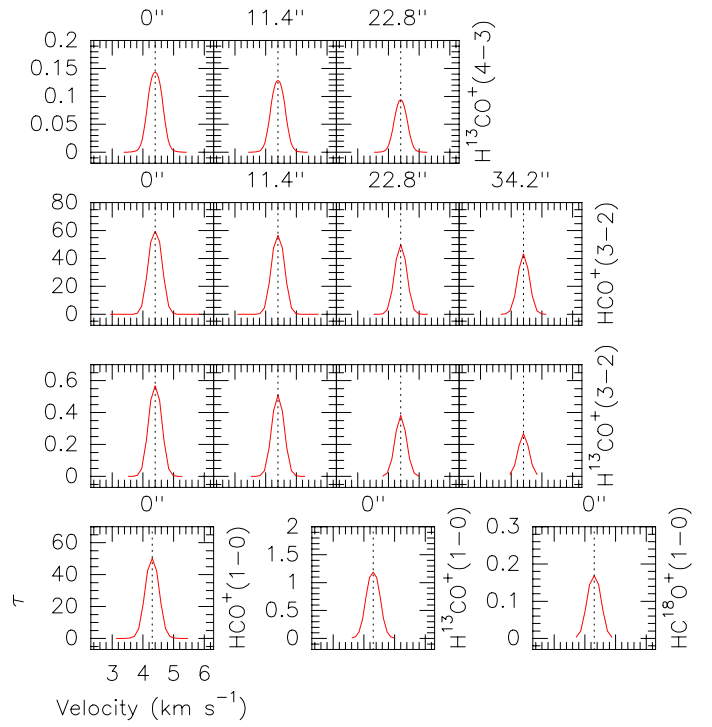 0" 11.4" 22.8"
0.2
0.15
0.1
0.05
0
H¹³CO⁺(4−3)
0" 11.4" 22.8" 34.2"
80
60
40
20
0
HCO⁺(3−2)
0.6
0.4
0.2
0
H¹³CO⁺(3−2)
0" 0" 0"
60
40
20
0
τ
HCO⁺(1−0)
2
1.5
1
0.5
0
H¹³CO⁺(1−0)
0.3
0.2
0.1
0
HC¹⁸O⁺(1−0)
3 4 5 6
Velocity (km s⁻¹)